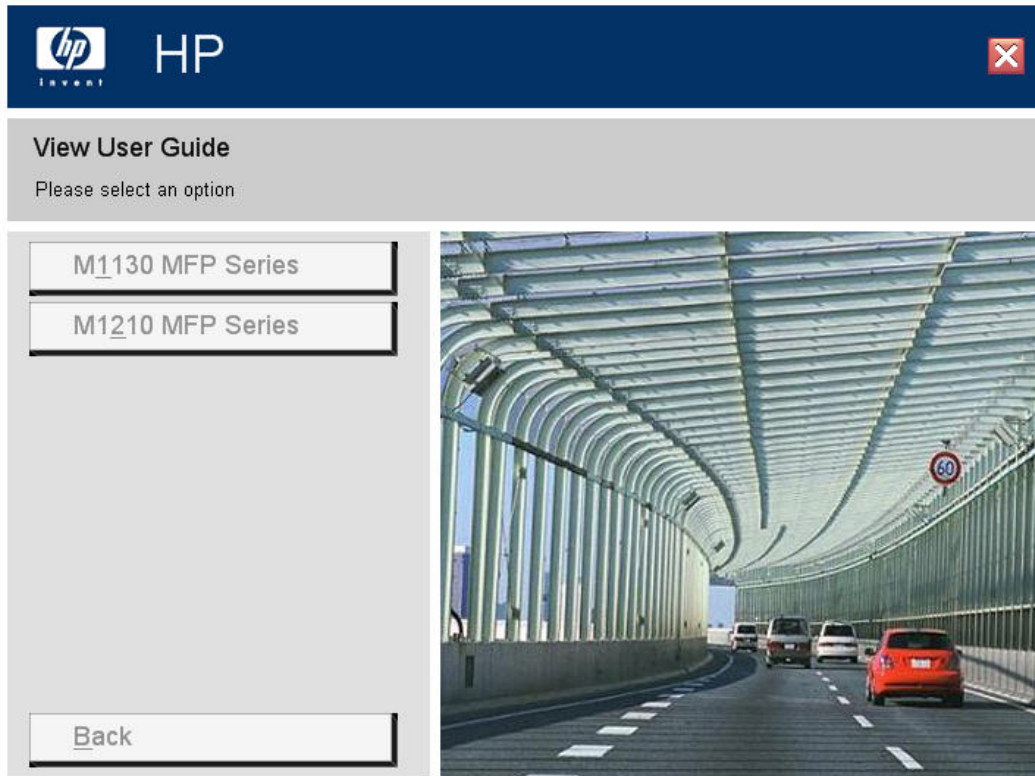 hp
invent
HP
View User Guide
Please select an option
M1130 MFP Series
M1210 MFP Series
60
Back